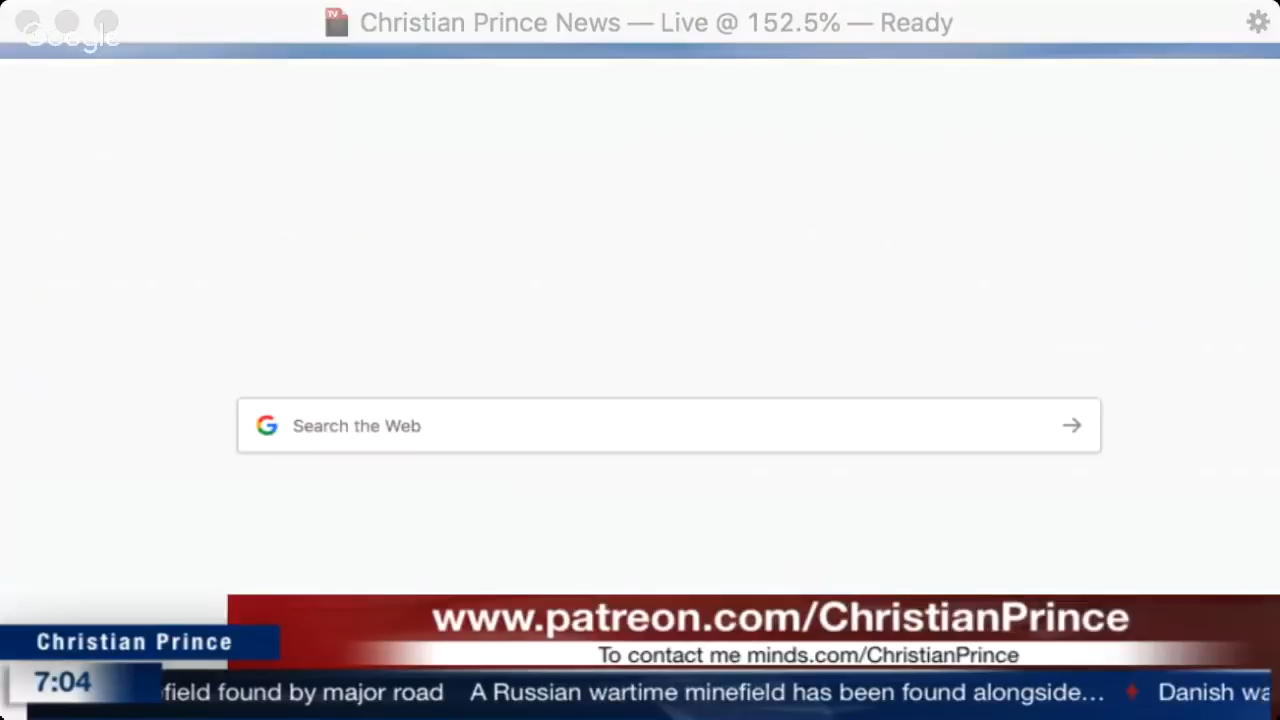 Google
TV
Christian Prince News — Live @ 152.5% — Ready
G Search the Web
www.patreon.com/ChristianPrince
To contact me minds.com/ChristianPrince
Christian Prince
7:04
field found by major road A Russian wartime minefield has been found alongside... Danish wa